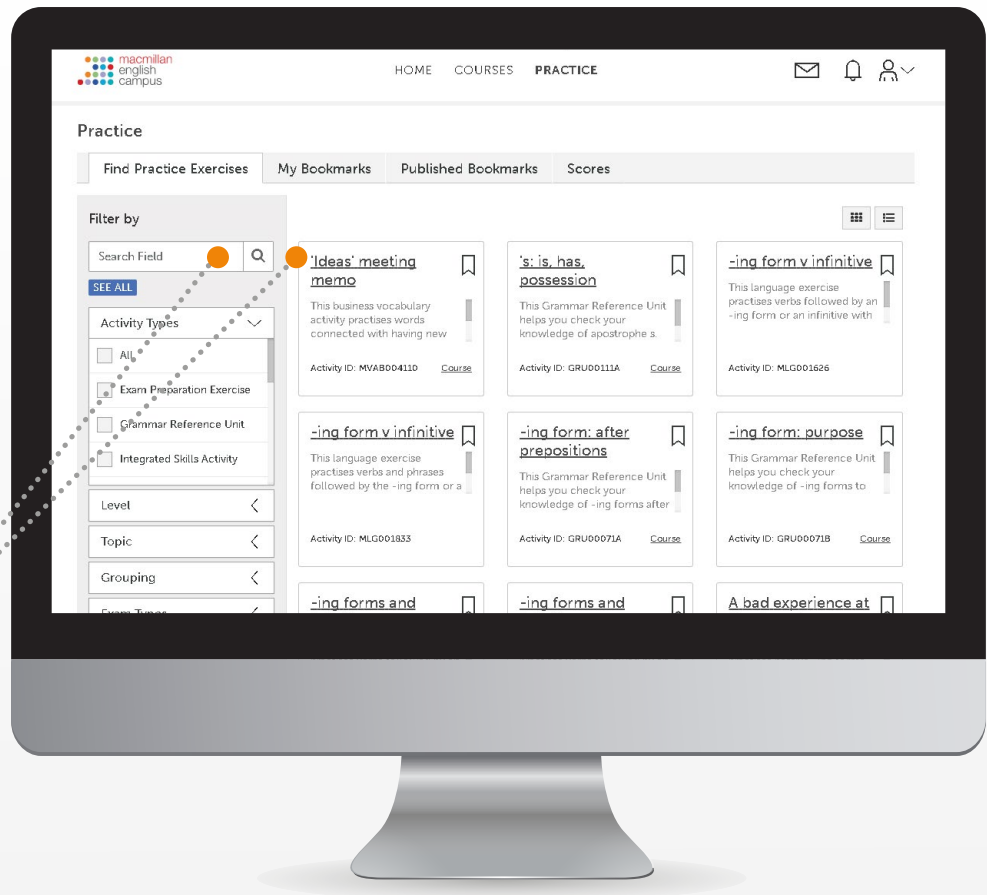 macmillan
english
campus
HOME COURSES PRACTICE
Practice
Find Practice Exercises My Bookmarks Published Bookmarks Scores
Filter by
Search Field
SEE ALL
Activity Types
All
Exam Preparation Exercise
Grammar Reference Unit
Integrated Skills Activity
Level
Topic
Grouping
Exam Types
'Ideas' meeting
memo
This business vocabulary
activity practises words
connected with having new
Activity ID: MVAB004110 Course
's: is, has,
possession
This Grammar Reference Unit
helps you check your
knowledge of apostrophe s.
Activity ID: GRU00111A Course
-ing form v infinitive
This language exercise
practises verbs followed by an
-ing form or an infinitive with
Activity ID: MLG001626
-ing form v infinitive
This language exercise
practises verbs and phrases
followed by the -ing form or a
Activity ID: MLG001833
-ing form: after
prepositions
This Grammar Reference Unit
helps you check your
knowledge of -ing forms after
Activity ID: GRU00071A Course
-ing form: purpose
This Grammar Reference Unit
helps you check your
knowledge of -ing forms to
Activity ID: GRU00071B Course
-ing forms and
-ing forms and
A bad experience at